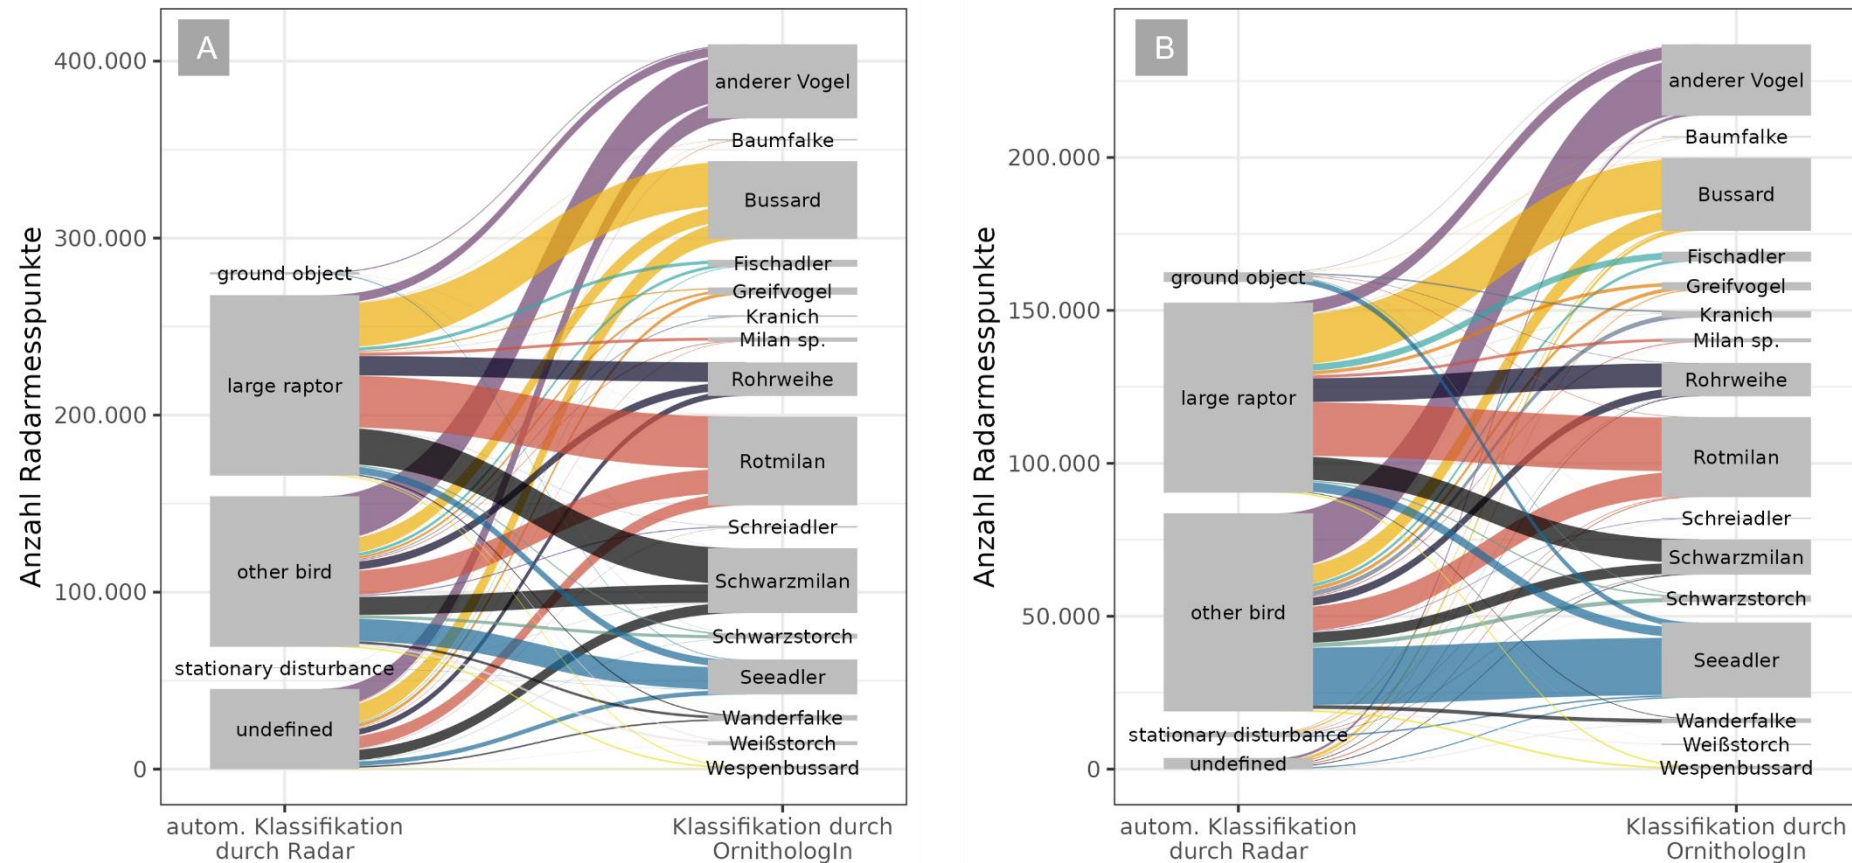 A
Anzahl Radarmesspunkte
400.000
300.000
200.000
100.000
0
ground object
large raptor
other bird
stationary disturbance
undefined
anderer Vogel
Baumfalke
Bussard
Fischadler
Greifvogel
Kranich
Milan sp.
Rohrweihe
Rotmilan
Schreiadler
Schwarzmilan
Schwarzstorch
Seeadler
Wanderfalke
Weißstorch
Wespenbussard
autom. Klassifikation
durch Radar
Klassifikation durch
OrnithologIn
B
Anzahl Radarmesspunkte
200.000
150.000
100.000
50.000
0
ground object
large raptor
other bird
stationary disturbance
undefined
anderer Vogel
Baumfalke
Bussard
Fischadler
Greifvogel
Kranich
Milan sp.
Rohrweihe
Rotmilan
Schreiadler
Schwarzmilan
Schwarzstorch
Seeadler
Wanderfalke
Weißstorch
Wespenbussard
autom. Klassifikation
durch Radar
Klassifikation durch
OrnithologIn